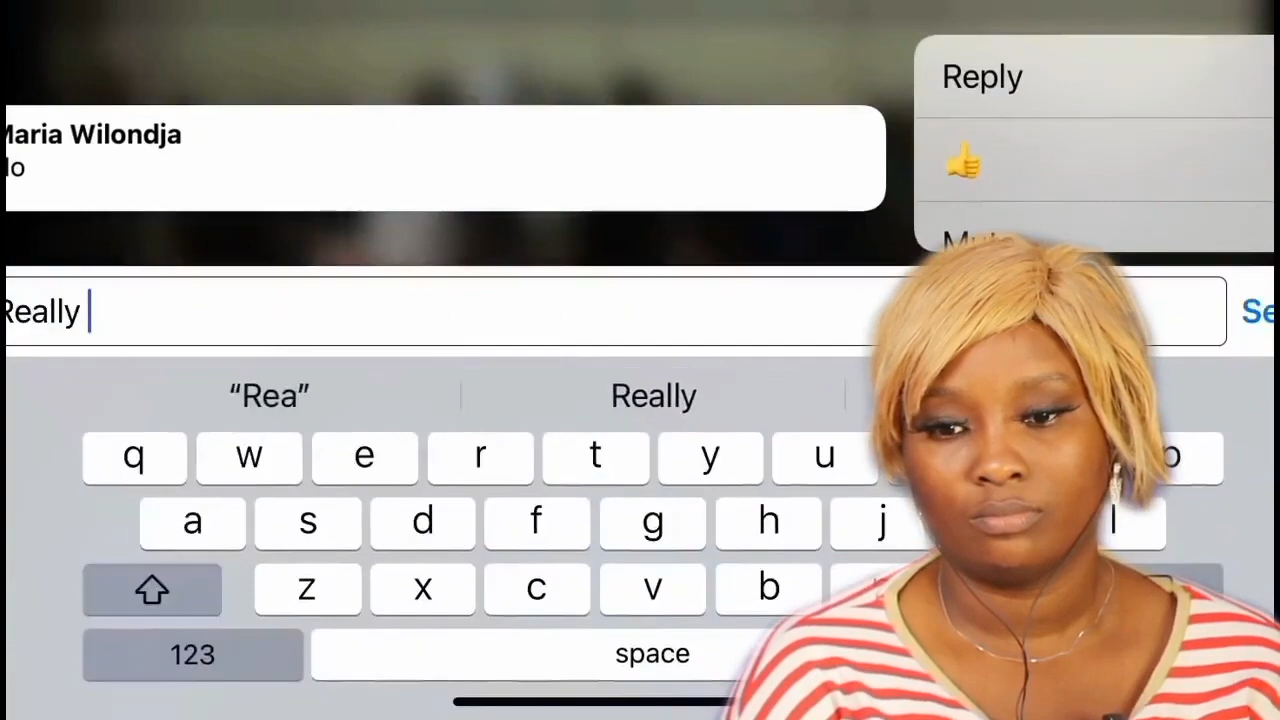 Maria Wilondja
Reply
👍
Really
"Rea"
Really
q w e r t y u
a s d f g h j l
z x c v b
123
space